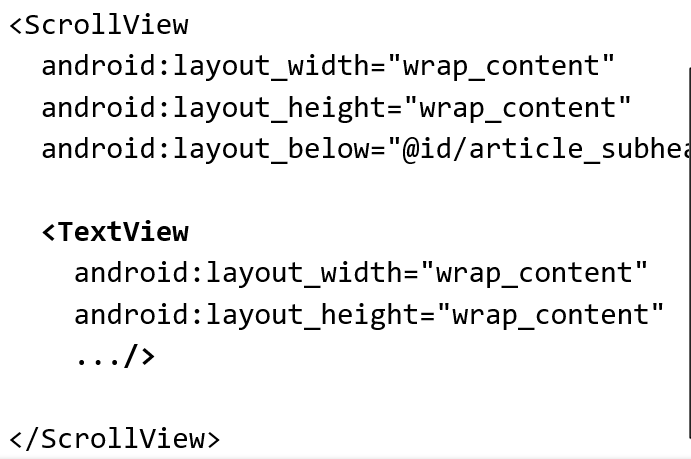 <ScrollView
android:layout_width="wrap_content"
android:layout_height="wrap_content"
android:layout_below="@id/article_subhea
<TextView
android:layout_width="wrap_content"
android:layout_height="wrap_content"
.../>
</ScrollView>